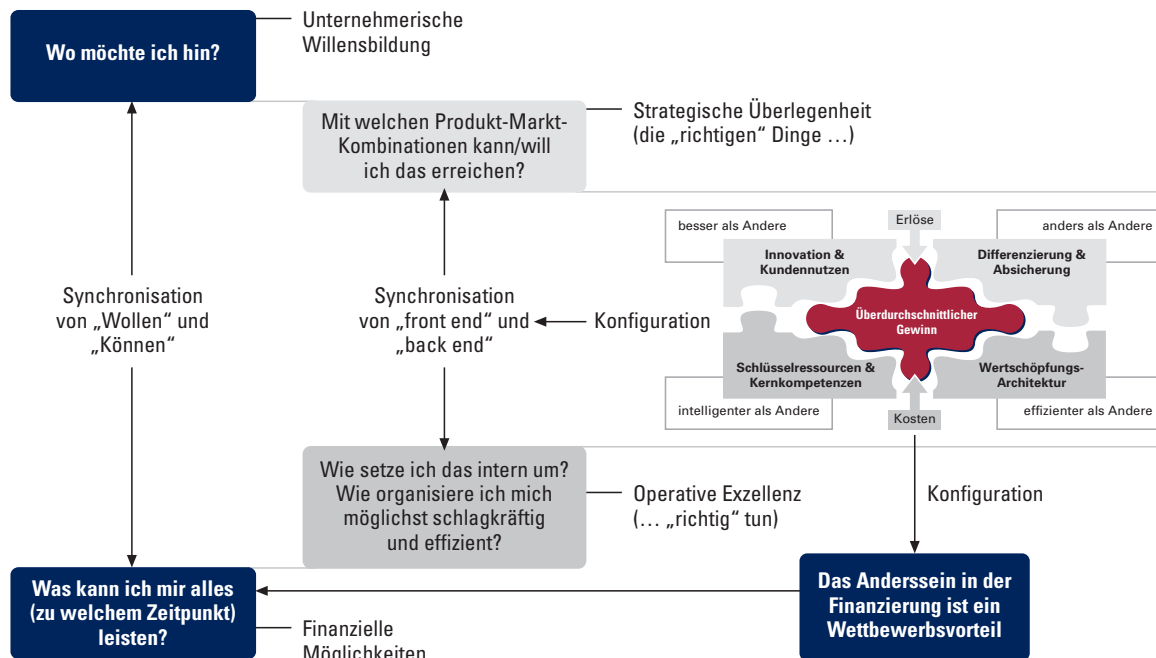 Wo möchte ich hin?
Unternehmerische
Willensbildung
Mit welchen Produkt-Markt-
Kombinationen kann/will
ich das erreichen?
Strategische Überlegenheit
(die „richtigen“ Dinge …)
besser als Andere
Erlöse
anders als Andere
Innovation &
Kundennutzen
Differenzierung &
Absicherung
Synchronisation
von „Wollen“ und
„Können“
Synchronisation
von „front end“ und
„back end“
Konfiguration
Überdurchschnittlicher
Gewinn
Schlüsselressourcen &
Kernkompetenzen
Wertschöpfungs-
Architektur
intelligenter als Andere
Kosten
effizienter als Andere
Wie setze ich das intern um?
Wie organisiere ich mich
möglichst schlagkräftig
und effizient?
Operative Exzellenz
(… „richtig“ tun)
Konfiguration
Was kann ich mir alles
(zu welchem Zeitpunkt)
leisten?
Das Anderssein in der
Finanzierung ist ein
Wettbewerbsvorteil
Finanzielle
Möglichkeiten